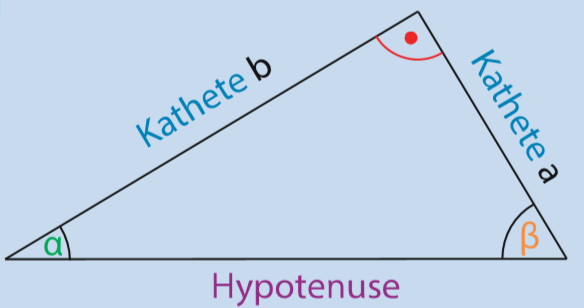 Kathete b
Kathete a
α
β
Hypotenuse